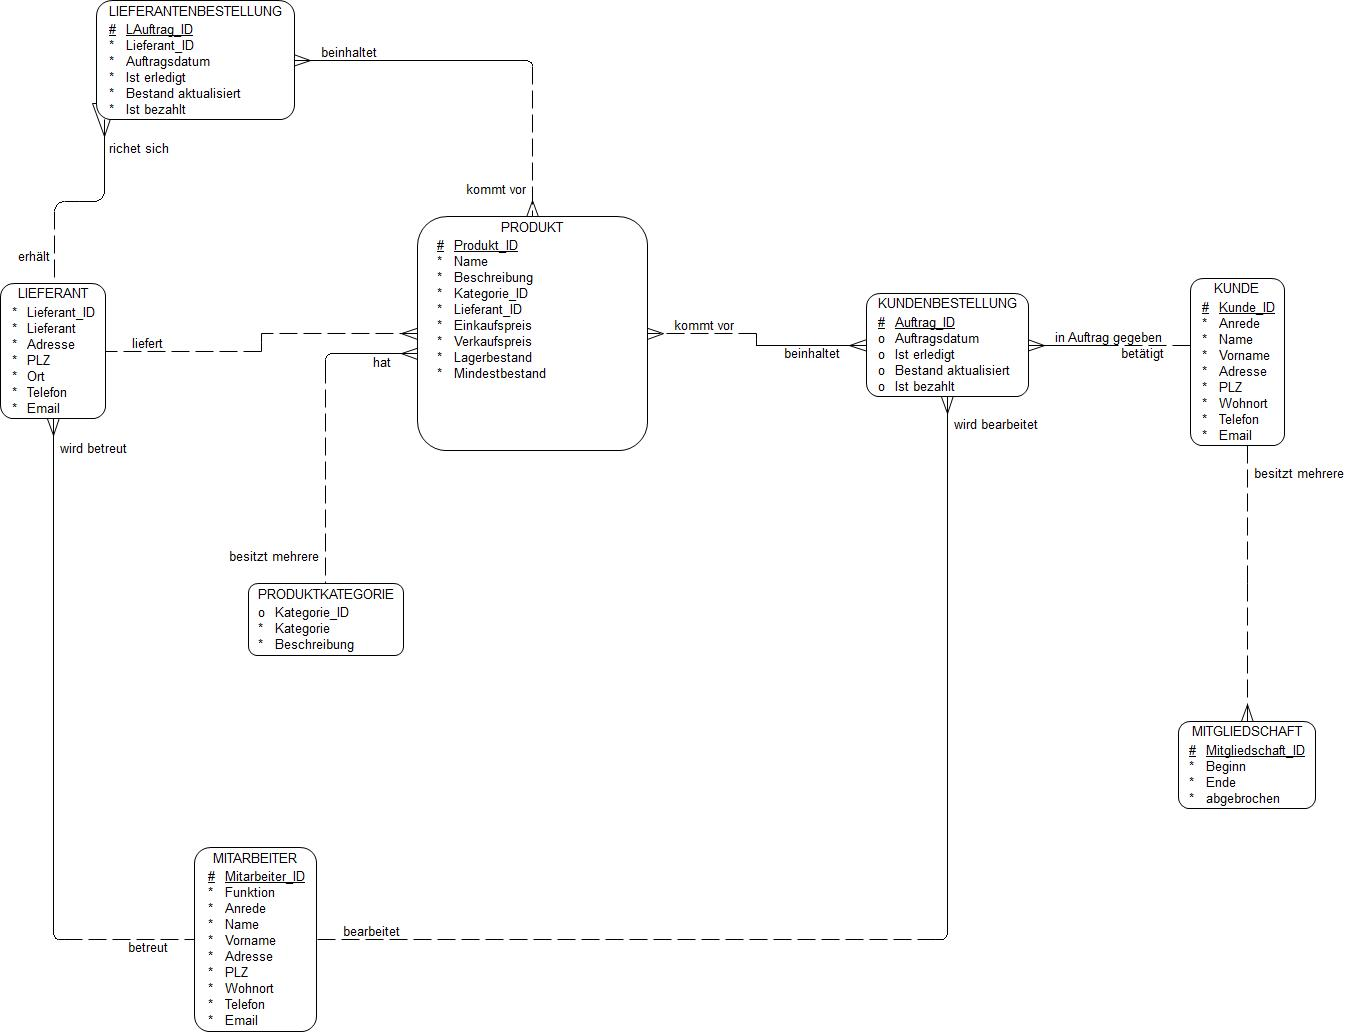 LIEFERANTENBESTELLUNG
# LAuftrag_ID
* Lieferant_ID
* Auftragsdatum
* Ist erledigt
* Bestand aktualisiert
* Ist bezahlt
beinhaltet
richet sich
kommt vor
erhält
LIEFERANT
* Lieferant_ID
* Lieferant
* Adresse
* PLZ
* Ort
* Telefon
* Email
liefert
wird betreut
PRODUKT
# Produkt_ID
* Name
* Beschreibung
* Kategorie_ID
* Lieferant_ID
* Einkaufspreis
* Verkaufspreis
* Lagerbestand
* Mindestbestand
hat
besitzt mehrere
PRODUKTKATEGORIE
o Kategorie_ID
* Kategorie
* Beschreibung
kommt vor
beinhaltet
KUNDENBESTELLUNG
# Auftrag_ID
o Auftragsdatum
o Ist erledigt
o Bestand aktualisiert
o Ist bezahlt
wird bearbeitet
in Auftrag gegeben
betätigt
KUNDE
# Kunde_ID
* Anrede
* Name
* Vorname
* Adresse
* PLZ
* Wohnort
* Telefon
* Email
besitzt mehrere
MITGLIEDSCHAFT
# Mitgliedschaft_ID
* Beginn
* Ende
* abgebrochen
MITARBEITER
# Mitarbeiter_ID
* Funktion
* Anrede
* Name
* Vorname
* Adresse
* PLZ
* Wohnort
* Telefon
* Email
betreut
bearbeitet